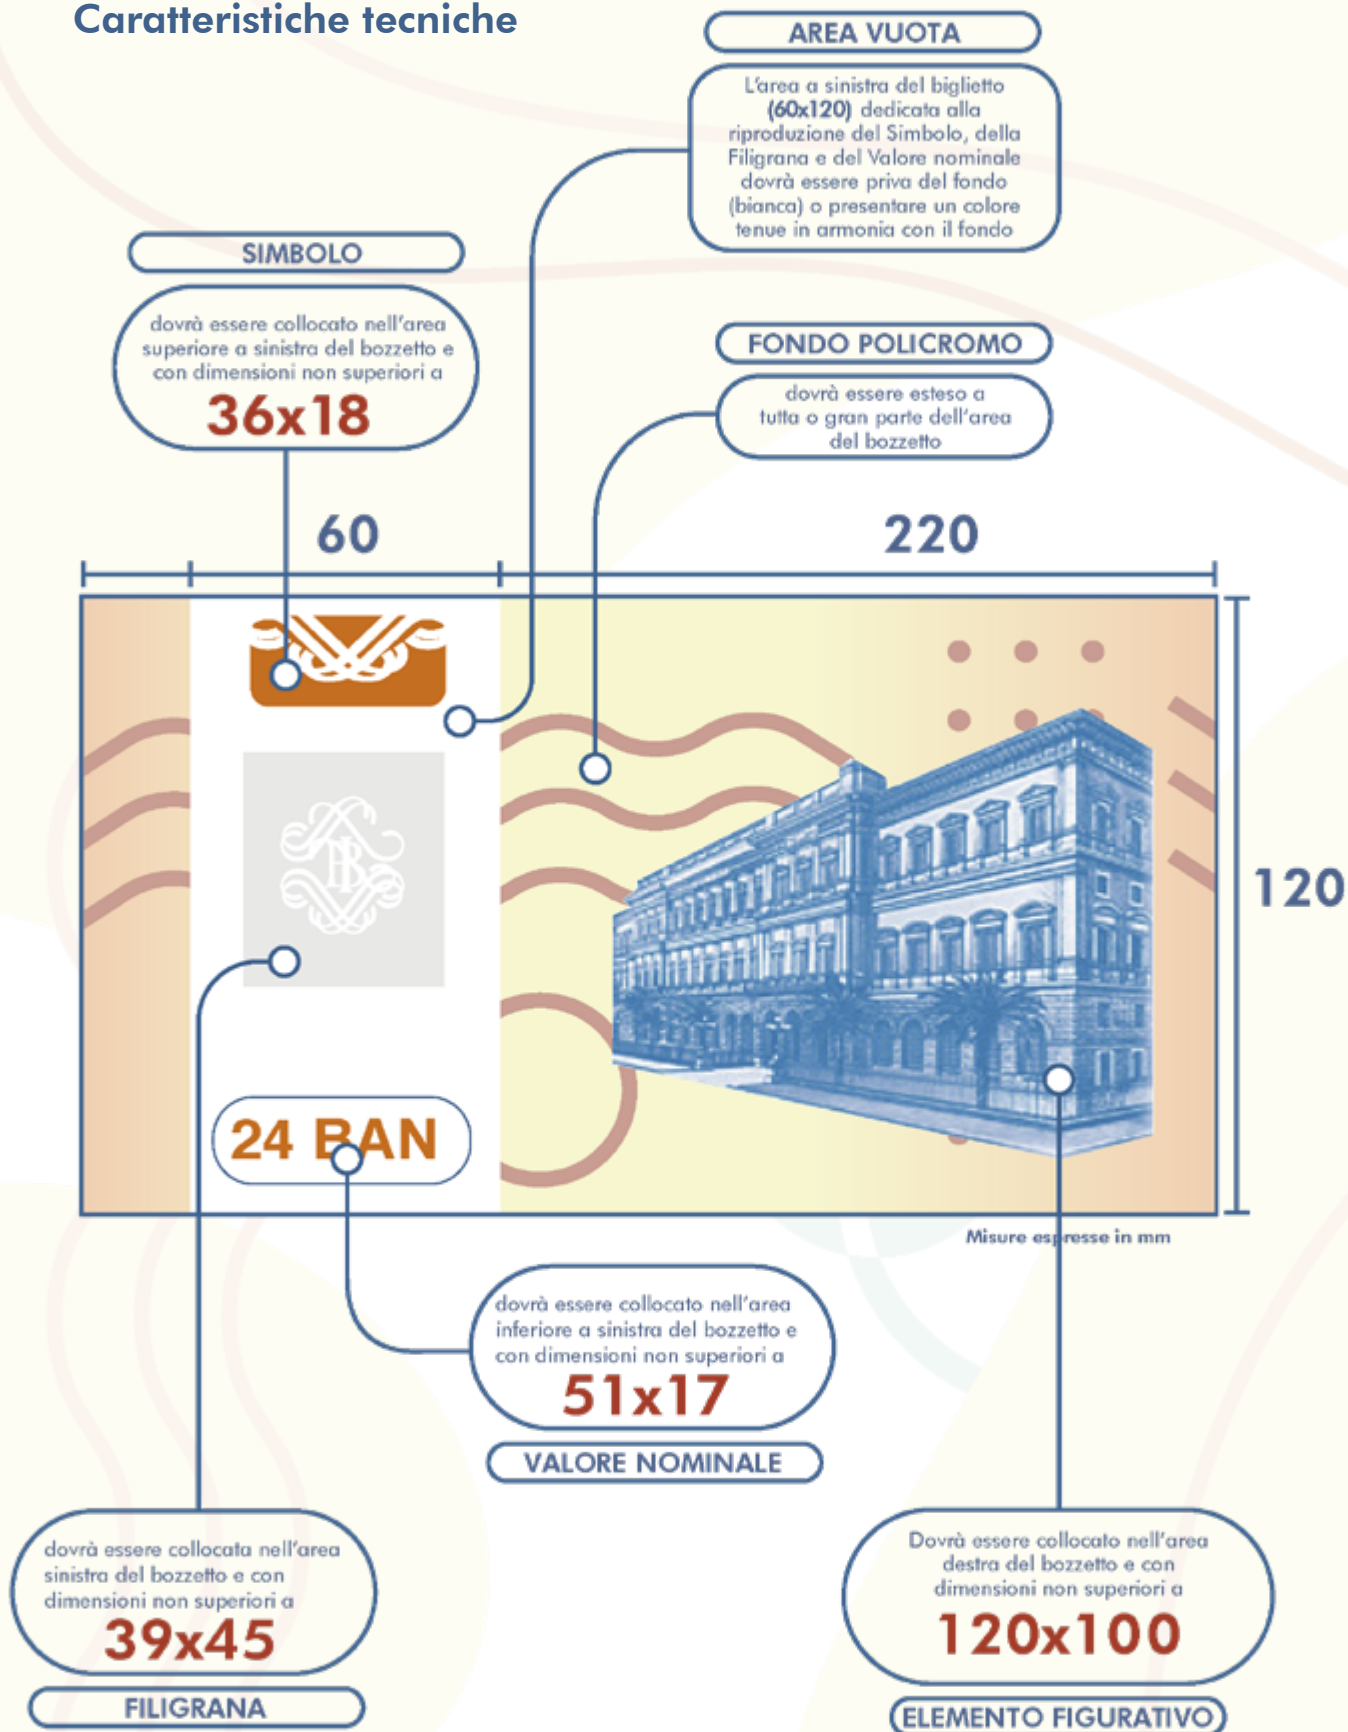 Caratteristiche tecniche
AREA VUOTA
L'area a sinistra del biglietto
(60x120) dedicata alla
riproduzione del Simbolo, della
Filigrana e del Valore nominale
dovrà essere priva del fondo
(bianca) o presentare un colore
tenue in armonia con il fondo
SIMBOLO
dovrà essere collocato nell'area
superiore a sinistra del bozzetto e
con dimensioni non superiori a
36x18
FONDO POLICROMO
dovrà essere esteso a
tutta o gran parte dell'area
del bozzetto
60
220
120
24 BAN
Misure espresse in mm
dovrà essere collocato nell'area
inferiore a sinistra del bozzetto e
con dimensioni non superiori a
51x17
VALORE NOMINALE
dovrà essere collocata nell'area
sinistra del bozzetto e con
dimensioni non superiori a
39x45
FILIGRANA
Dovrà essere collocato nell'area
destra del bozzetto e con
dimensioni non superiori a
120x100
ELEMENTO FIGURATIVO